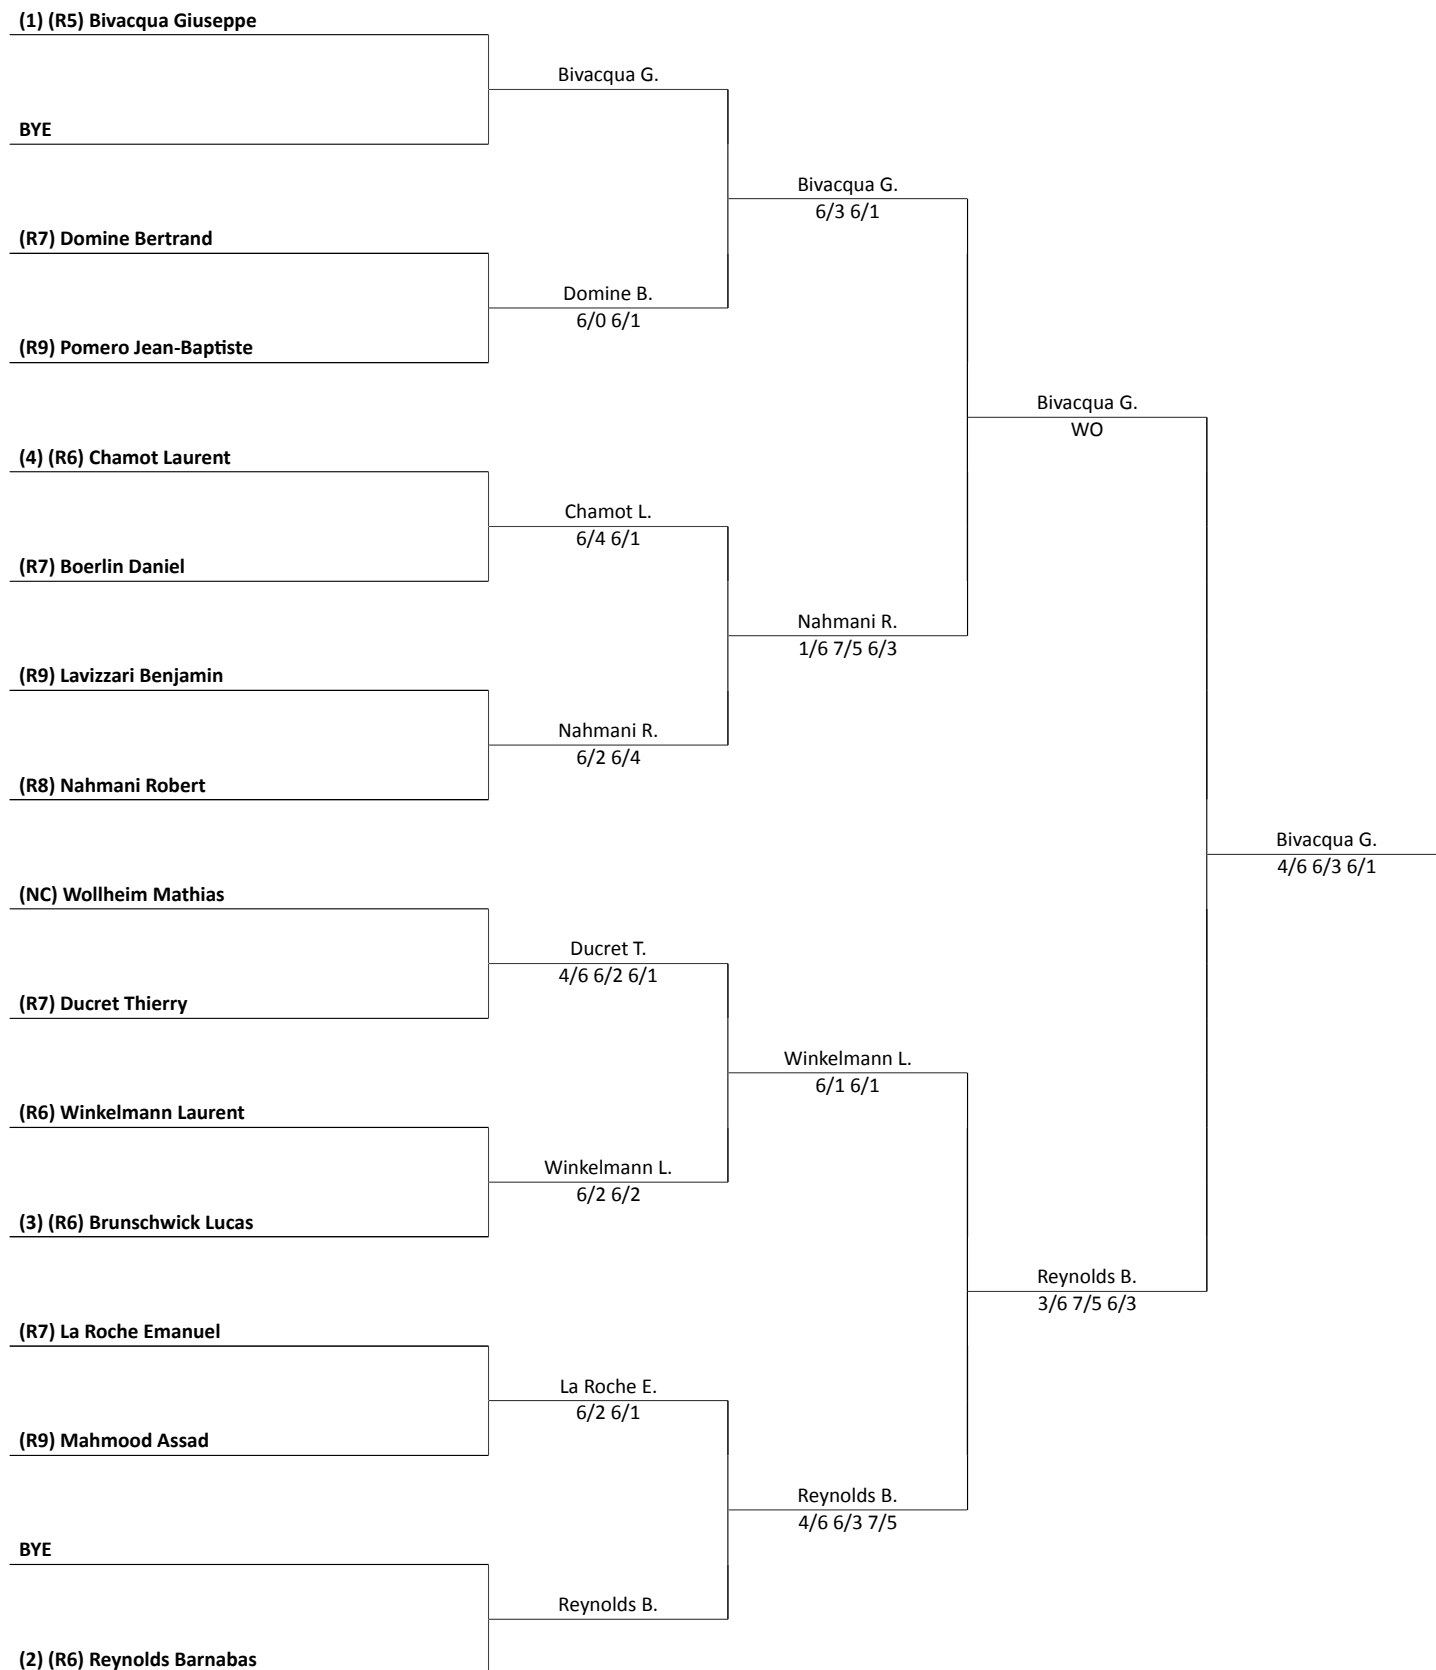 (1) (R5) Bivacqua Giuseppe
Bivacqua G.
BYE
Bivacqua G.
6/3 6/1
(R7) Domine Bertrand
Domine B.
6/0 6/1
(R9) Pomero Jean-Baptiste
Bivacqua G.
WO
(4) (R6) Chamot Laurent
Chamot L.
6/4 6/1
(R7) Boerlin Daniel
Nahmani R.
1/6 7/5 6/3
(R9) Lavizzari Benjamin
Nahmani R.
6/2 6/4
(R8) Nahmani Robert
Bivacqua G.
4/6 6/3 6/1
(NC) Wollheim Mathias
Ducret T.
4/6 6/2 6/1
(R7) Ducret Thierry
Winkelmann L.
6/1 6/1
(R6) Winkelmann Laurent
Winkelmann L.
6/2 6/2
(3) (R6) Brunschwick Lucas
Reynolds B.
3/6 7/5 6/3
(R7) La Roche Emanuel
La Roche E.
6/2 6/1
(R9) Mahmood Assad
Reynolds B.
4/6 6/3 7/5
BYE
Reynolds B.
(2) (R6) Reynolds Barnabas